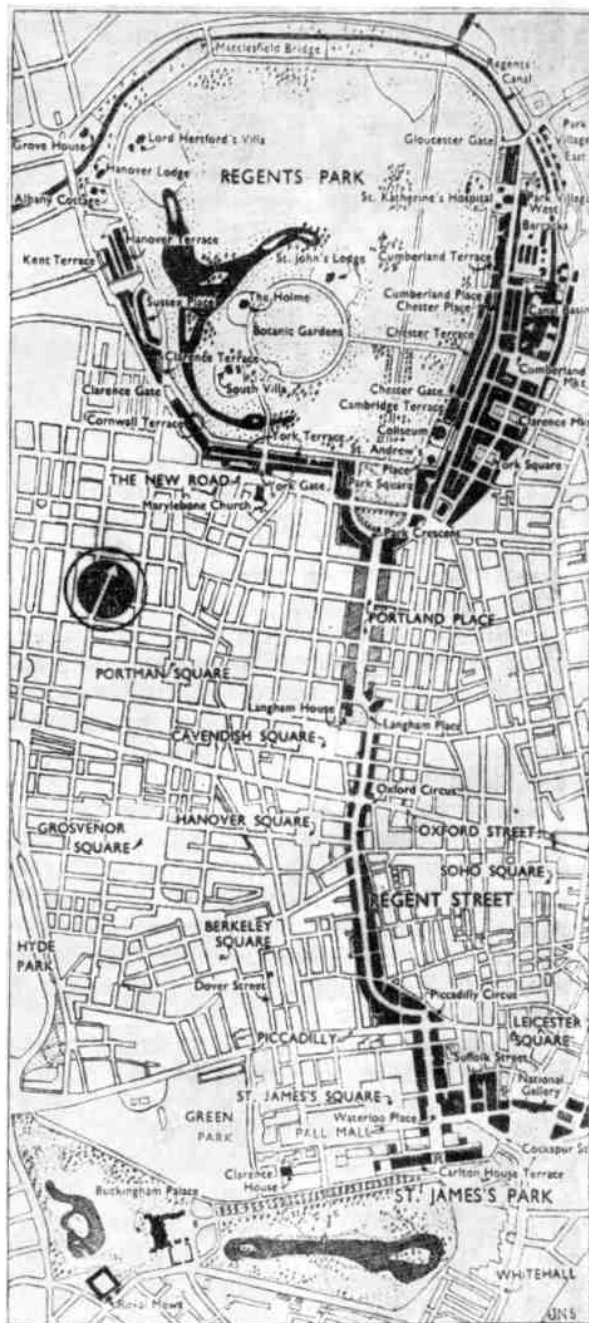 Macclesfield Bridge
Regents
Canal
Park
Village
East
Gloucester Gate
Lord Hertford's Villa
Grove House
Hanover Lodge
REGENTS PARK
St. Katherine's Hospital
Park Village
West
Albany Cottage
Barracks
Hanover Terrace
Kent Terrace
St. John's Lodge
Cumberland Terrace
Sussex Place
The Holme
Cumberland Place
Chester Place
Canal Basin
Botanic Gardens
Chester Terrace
Clarence Terrace
Cumberland
Mkt.
Clarence Gate
South Villa
Chester Gate
Cambridge Terrace
Clarence Mkt
Cornwall Terrace
Coliseum
York Terrace
St. Andrew's
Place
York Square
THE NEW ROAD
York Gate
Park Square
Marylebone Church
Park Crescent
PORTLAND PLACE
PORTMAN SQUARE
Langham House
Langham Place
CAVENDISH SQUARE
Oxford Circus
HANOVER SQUARE
GROSVENOR
SQUARE
OXFORD STREET
SOHO SQUARE
REGENT STREET
BERKELEY
SQUARE
HYDE
PARK
Dover Street
Piccadilly Circus
PICCADILLY
LEICESTER
SQUARE
Suffolk Street
National
Gallery
ST. JAMES'S SQUARE
GREEN
PARK
Waterloo Place
PALL MALL
Cockspur St
Clarence
House
Carlton House Terrace
Buckingham Palace
ST. JAMES'S PARK
WHITEHALL
Royal Mews
JNS